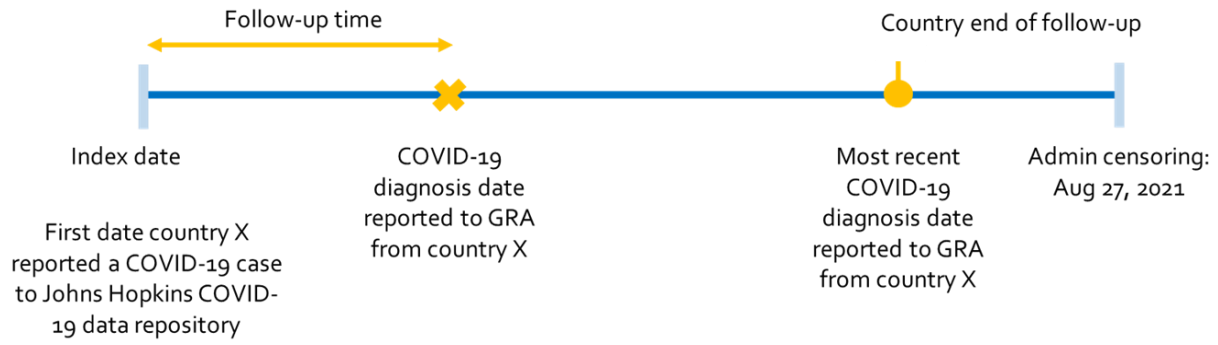 Follow-up time
Country end of follow-up
Index date
First date country X
reported a COVID-19 case
to Johns Hopkins COVID-
19 data repository
COVID-19
diagnosis date
reported to GRA
from country X
Most recent
COVID-19
diagnosis date
reported to GRA
from country X
Admin censoring:
Aug 27, 2021